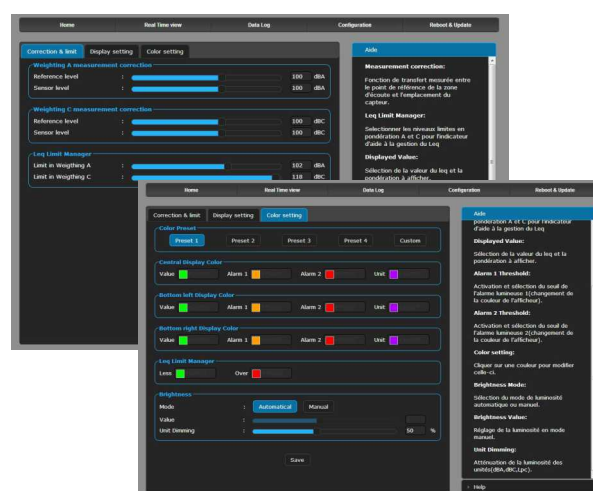 Home Real Time view Data Log Configuration Reboot & Update
Correction & limit Display setting Color setting
Weighting A measurement correction
Reference level : 100 dBA
Sensor level : 100 dBA
Weighting C measurement correction
Reference level : 100 dBC
Sensor level : 100 dBC
Leq Limit Manager
Limit in Weigthing A : 102 dBA
Limit in Weigthing C : 118 dBC
Aide
Measurement correction:
Fonction de transfort mesurée entre
le point de référence de la zone
d'écoute et l'emplacement du
capteur.
Leq Limit Manager:
Selectionner les niveaux limites en
pondération A et C pour l'indicateur
d'aide à la gestion du Leq
Displayed Value:
Sélection de la valeur du leq et la
pondération à afficher.
Home Real Time view Data Log Configuration Reboot & Update
Correction & limit Display setting Color setting
Color Preset
Preset 1 Preset 2 Preset 3 Preset 4 Custom
Central Display Color
Value Alarm 1 Alarm 2 Unit
Bottom left Display Color
Value Alarm 1 Alarm 2 Unit
Bottom right Display Color
Value Alarm 1 Alarm 2 Unit
Leq Limit Manager
Less Over
Brightness
Mode : Automatical Manual
Value :
Unit Dimming : 50 %
Save
Aide
pondération A et C pour l'indicateur
d'aide à la gestion du Leq
Displayed Value:
Sélection de la valeur du leq et la
pondération à afficher.
Alarm 1 Threshold:
Activation et sélection du seuil de
l'alarme lumineuse 1(changement de
la couleur de l'afficheur).
Alarm 2 Threshold:
Activation et sélection du seuil de
l'alarme lumineuse 2(changement de
la couleur de l'afficheur).
Color setting:
Cliquer sur une couleur pour modifier
celle-ci.
Brightness Mode:
Sélection du mode de luminosité
automatique ou manuel.
Brightness Value:
Réglage de la luminosité en mode
manuel.
Unit Dimming:
Atténuation de la luminosité des
unités(dBA,dBC,Lpc).
› Help